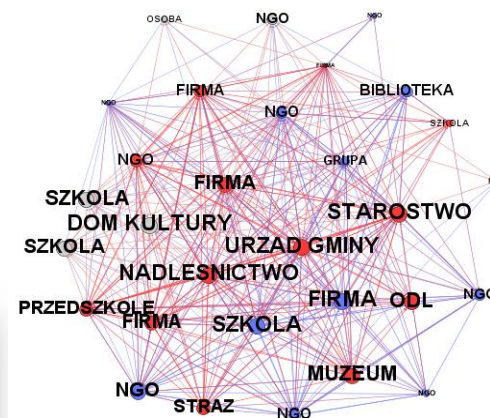 NGO
OSOBA
NGO
FIRMA
FIRMA
BIBLIOTEKA
NGO
NGO
SZKOLA
NGO
GRUPA
FIRMA
SZKOLA
STAROSTWO
DOM KULTURY
SZKOLA
URZAD GMINY
NADLESNICTWO
NGO
FIRMA
ODL
PRZEDSZKOLE
FIRMA
SZKOLA
MUZEUM
NGO
NGO
STRAZ
NGO